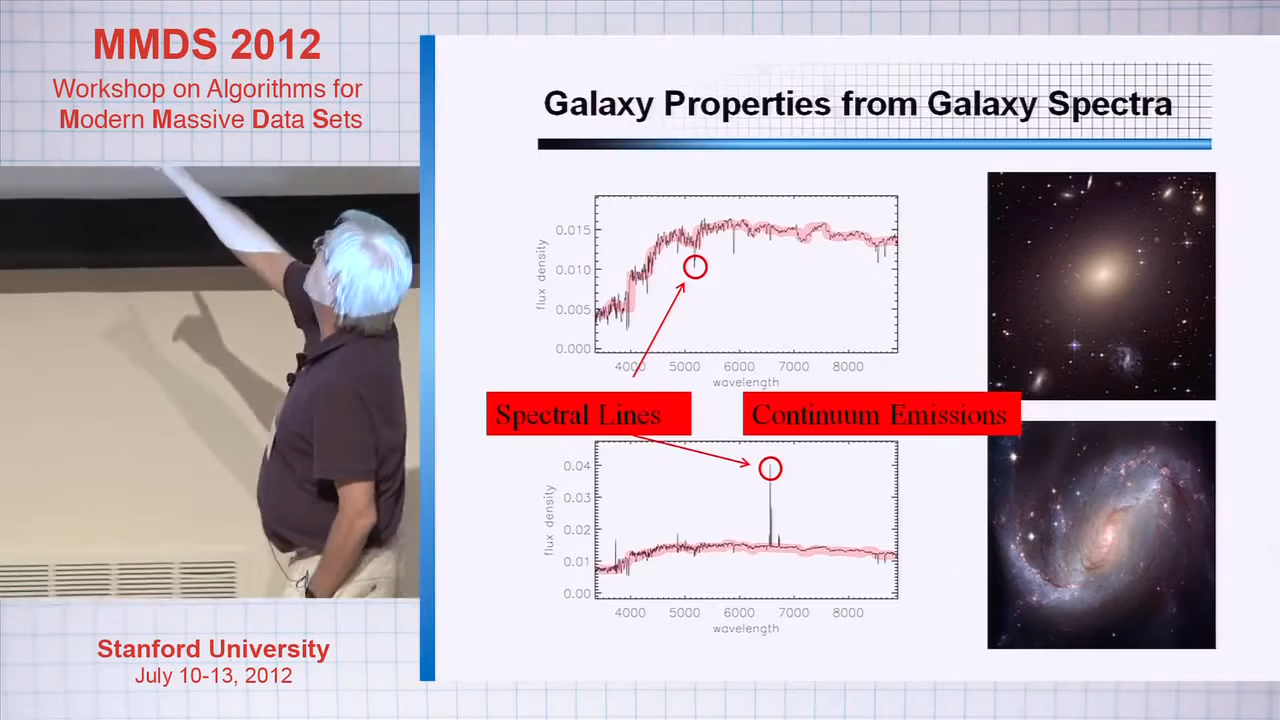 MMDS 2012
Workshop on Algorithms for
Modern Massive Data Sets
Galaxy Properties from Galaxy Spectra
0.015
0.010
0.005
0.000
flux density
4000 5000 6000 7000 8000
wavelength
Spectral Lines
Continuum Emissions
0.04
0.03
0.02
0.01
0.00
flux density
4000 5000 6000 7000 8000
wavelength
Stanford University
July 10-13, 2012